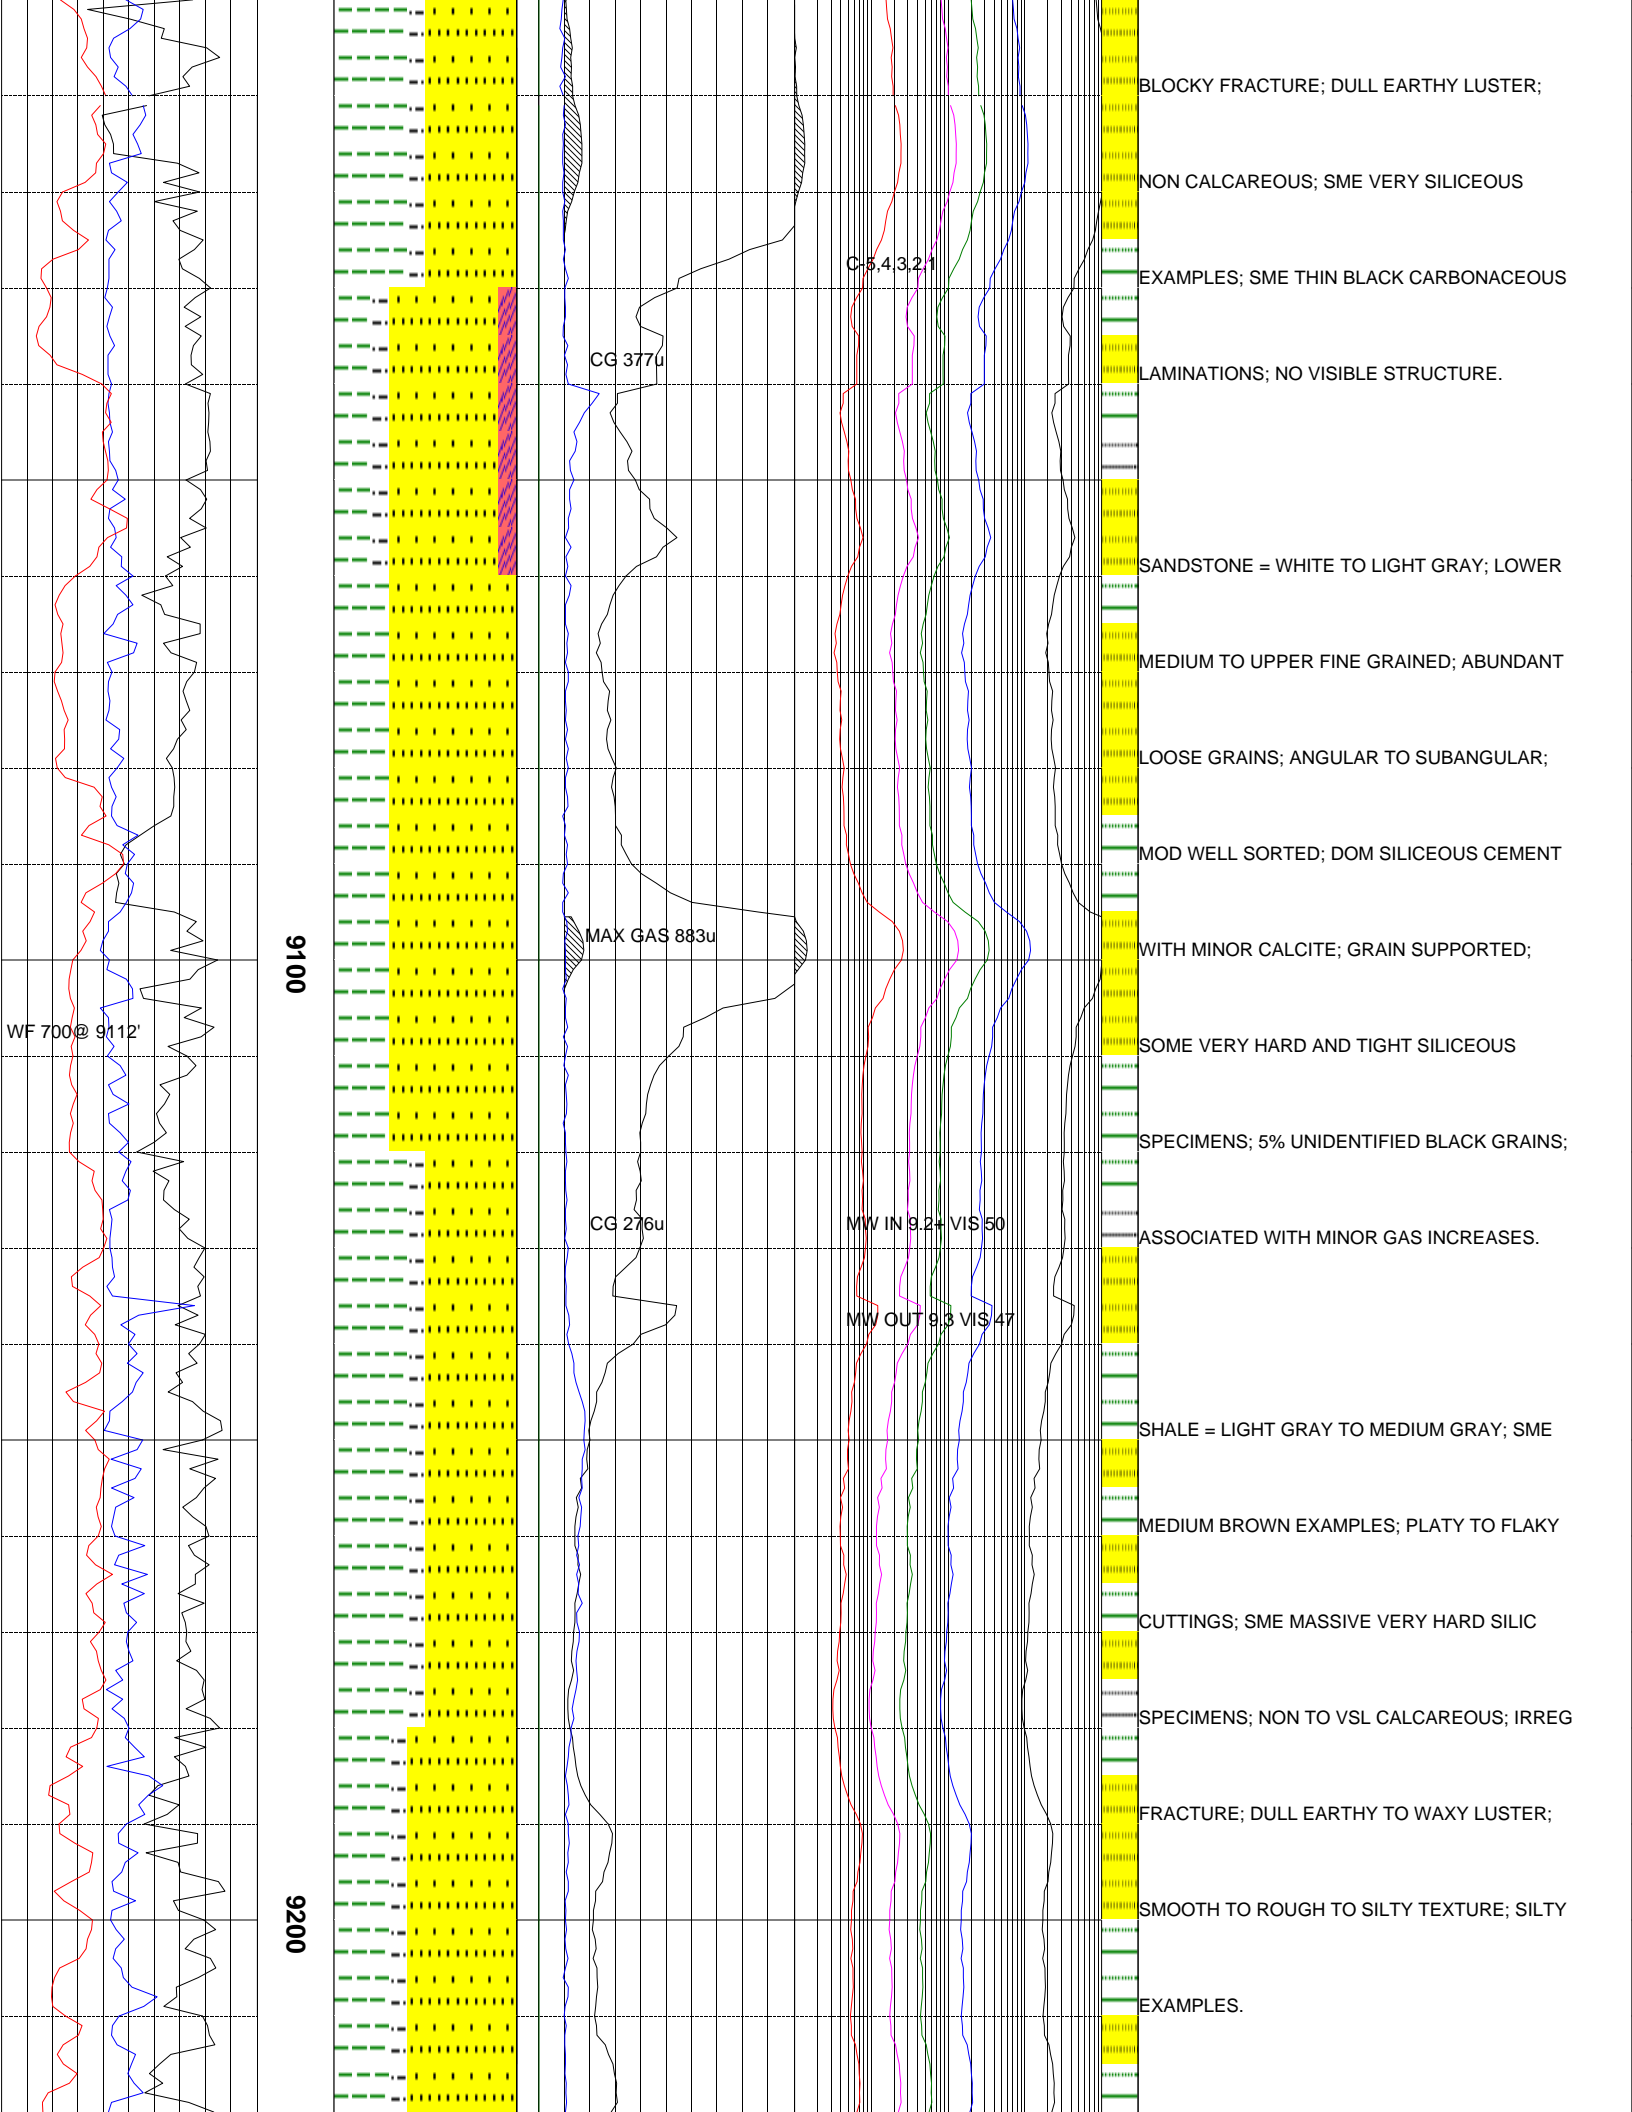 BLOCKY FRACTURE; DULL EARTHY LUSTER;
NON CALCAREOUS; SME VERY SILICEOUS
C-5,4,3,2,1
EXAMPLES; SME THIN BLACK CARBONACEOUS
CG 377u
LAMINATIONS; NO VISIBLE STRUCTURE.
SANDSTONE = WHITE TO LIGHT GRAY; LOWER
MEDIUM TO UPPER FINE GRAINED; ABUNDANT
LOOSE GRAINS; ANGULAR TO SUBANGULAR;
MOD WELL SORTED; DOM SILICEOUS CEMENT
MAX GAS 883u
WITH MINOR CALCITE; GRAIN SUPPORTED;
9100
WF 700@ 9112'
SOME VERY HARD AND TIGHT SILICEOUS
SPECIMENS; 5% UNIDENTIFIED BLACK GRAINS;
CG 276u
MW IN 9.2+ VIS 50
ASSOCIATED WITH MINOR GAS INCREASES.
MW OUT 9.3 VIS 47
SHALE = LIGHT GRAY TO MEDIUM GRAY; SME
MEDIUM BROWN EXAMPLES; PLATY TO FLAKY
CUTTINGS; SME MASSIVE VERY HARD SILIC
SPECIMENS; NON TO VSL CALCAREOUS; IRREG
FRACTURE; DULL EARTHY TO WAXY LUSTER;
SMOOTH TO ROUGH TO SILTY TEXTURE; SILTY
9200
EXAMPLES.